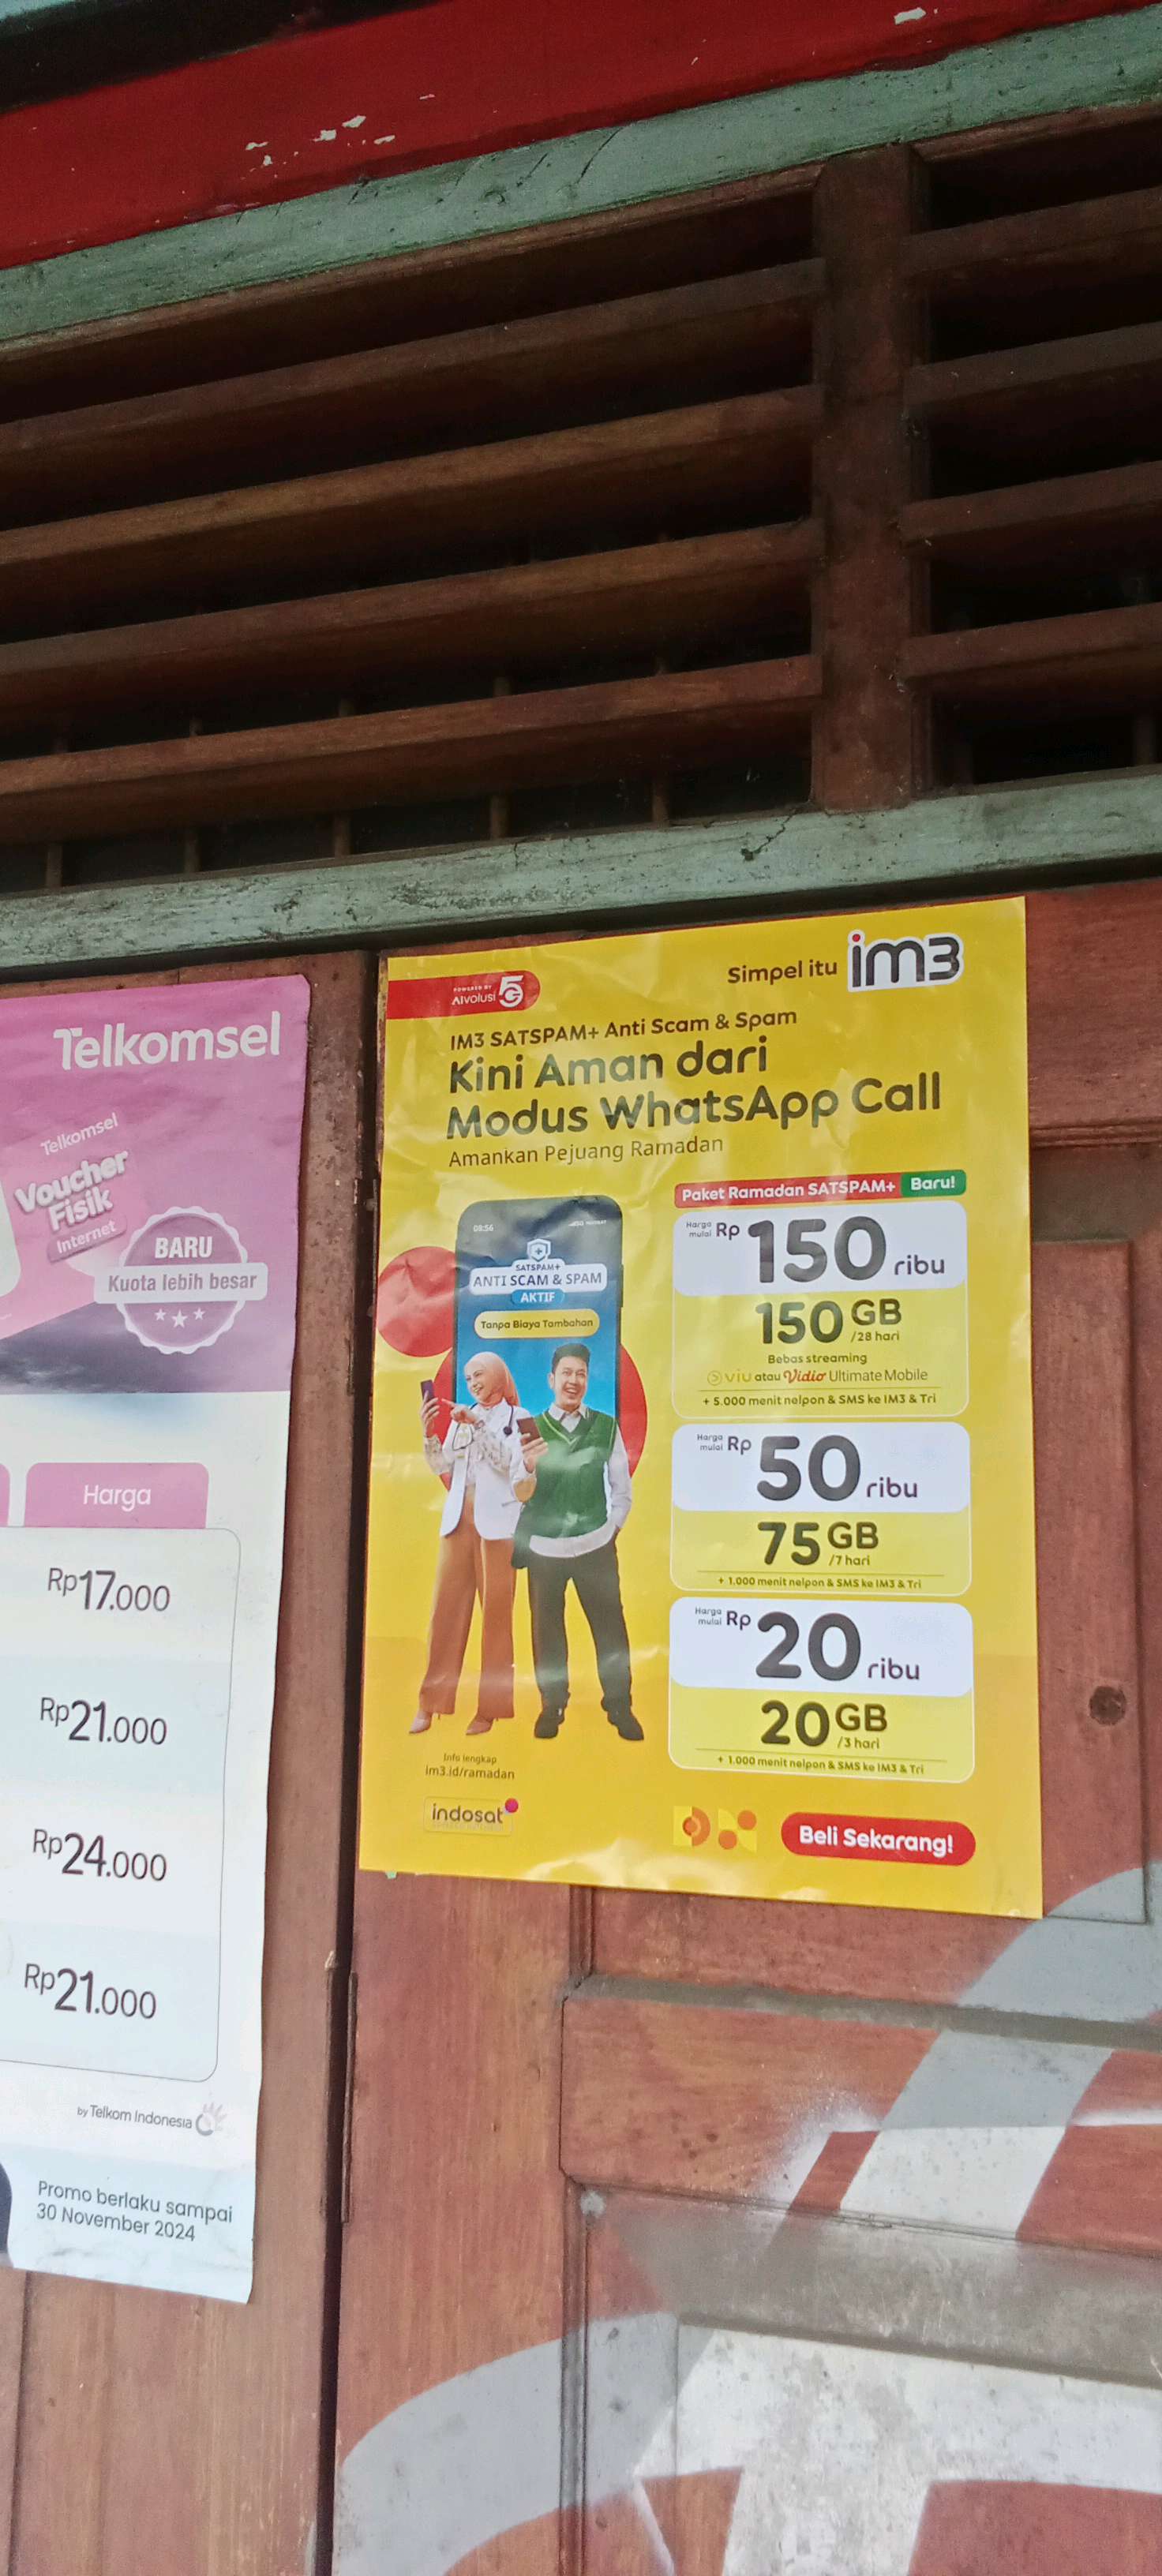 Telkomsel
Telkomsel
Voucher
Fisik
Internet
BARU
Kuota lebih besar
Harga
Rp17.000
Rp21.000
Rp24.000
Rp21.000
by Telkom Indonesia
Promo berlaku sampai
30 November 2024
POWERED BY
AIvolusi 5G
Simpel itu im3
IM3 SATSPAM+ Anti Scam & Spam
Kini Aman dari
Modus WhatsApp Call
Amankan Pejuang Ramadan
08:56
SATSPAM+
ANTI SCAM & SPAM
AKTIF
Tanpa Biaya Tambahan
Info lengkap
im3.id/ramadan
indosat
Paket Ramadan SATSPAM+ Baru!
Harga mulai Rp 150 ribu
150 GB /28 hari
Bebas streaming
viu atau Vidio Ultimate Mobile
+ 5.000 menit nelpon & SMS ke IM3 & Tri
Harga mulai Rp 50 ribu
75 GB /7 hari
+ 1.000 menit nelpon & SMS ke IM3 & Tri
Harga mulai Rp 20 ribu
20 GB /3 hari
+ 1.000 menit nelpon & SMS ke IM3 & Tri
Beli Sekarang!